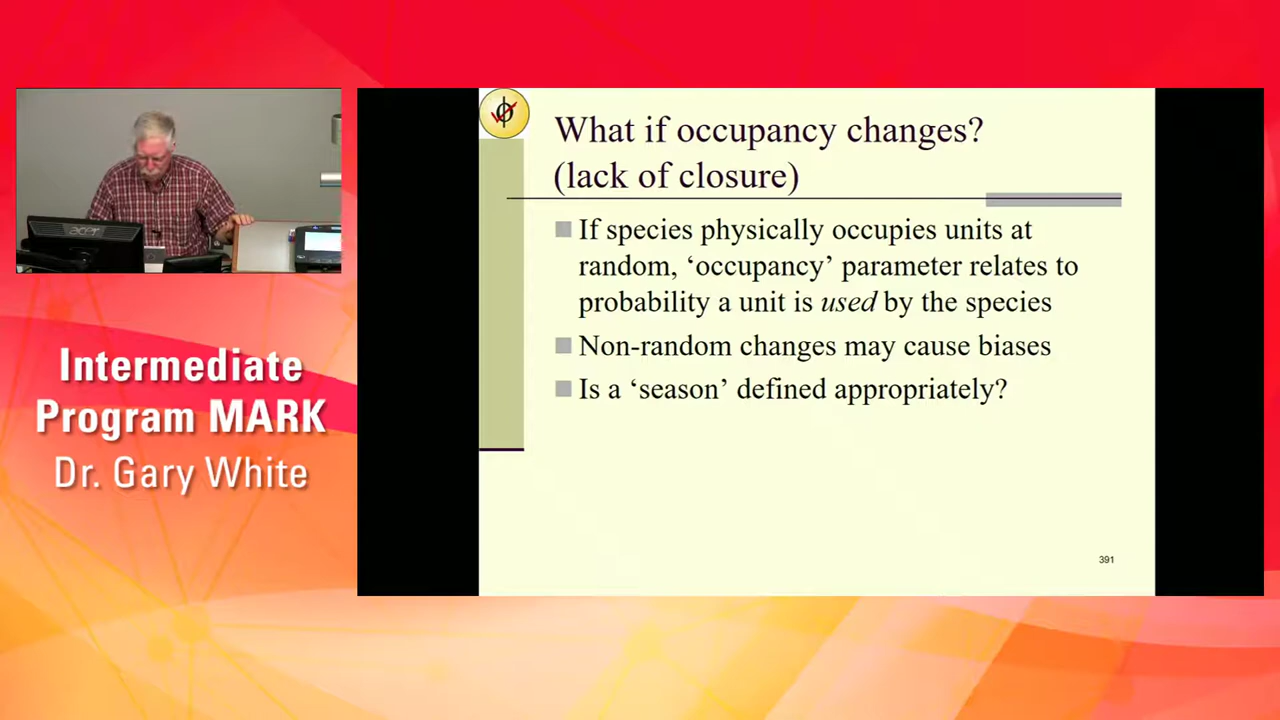 What if occupancy changes?
(lack of closure)
If species physically occupies units at
random, ‘occupancy’ parameter relates to
probability a unit is used by the species
Non-random changes may cause biases
Is a ‘season’ defined appropriately?
391
acer
Intermediate
Program MARK
Dr. Gary White